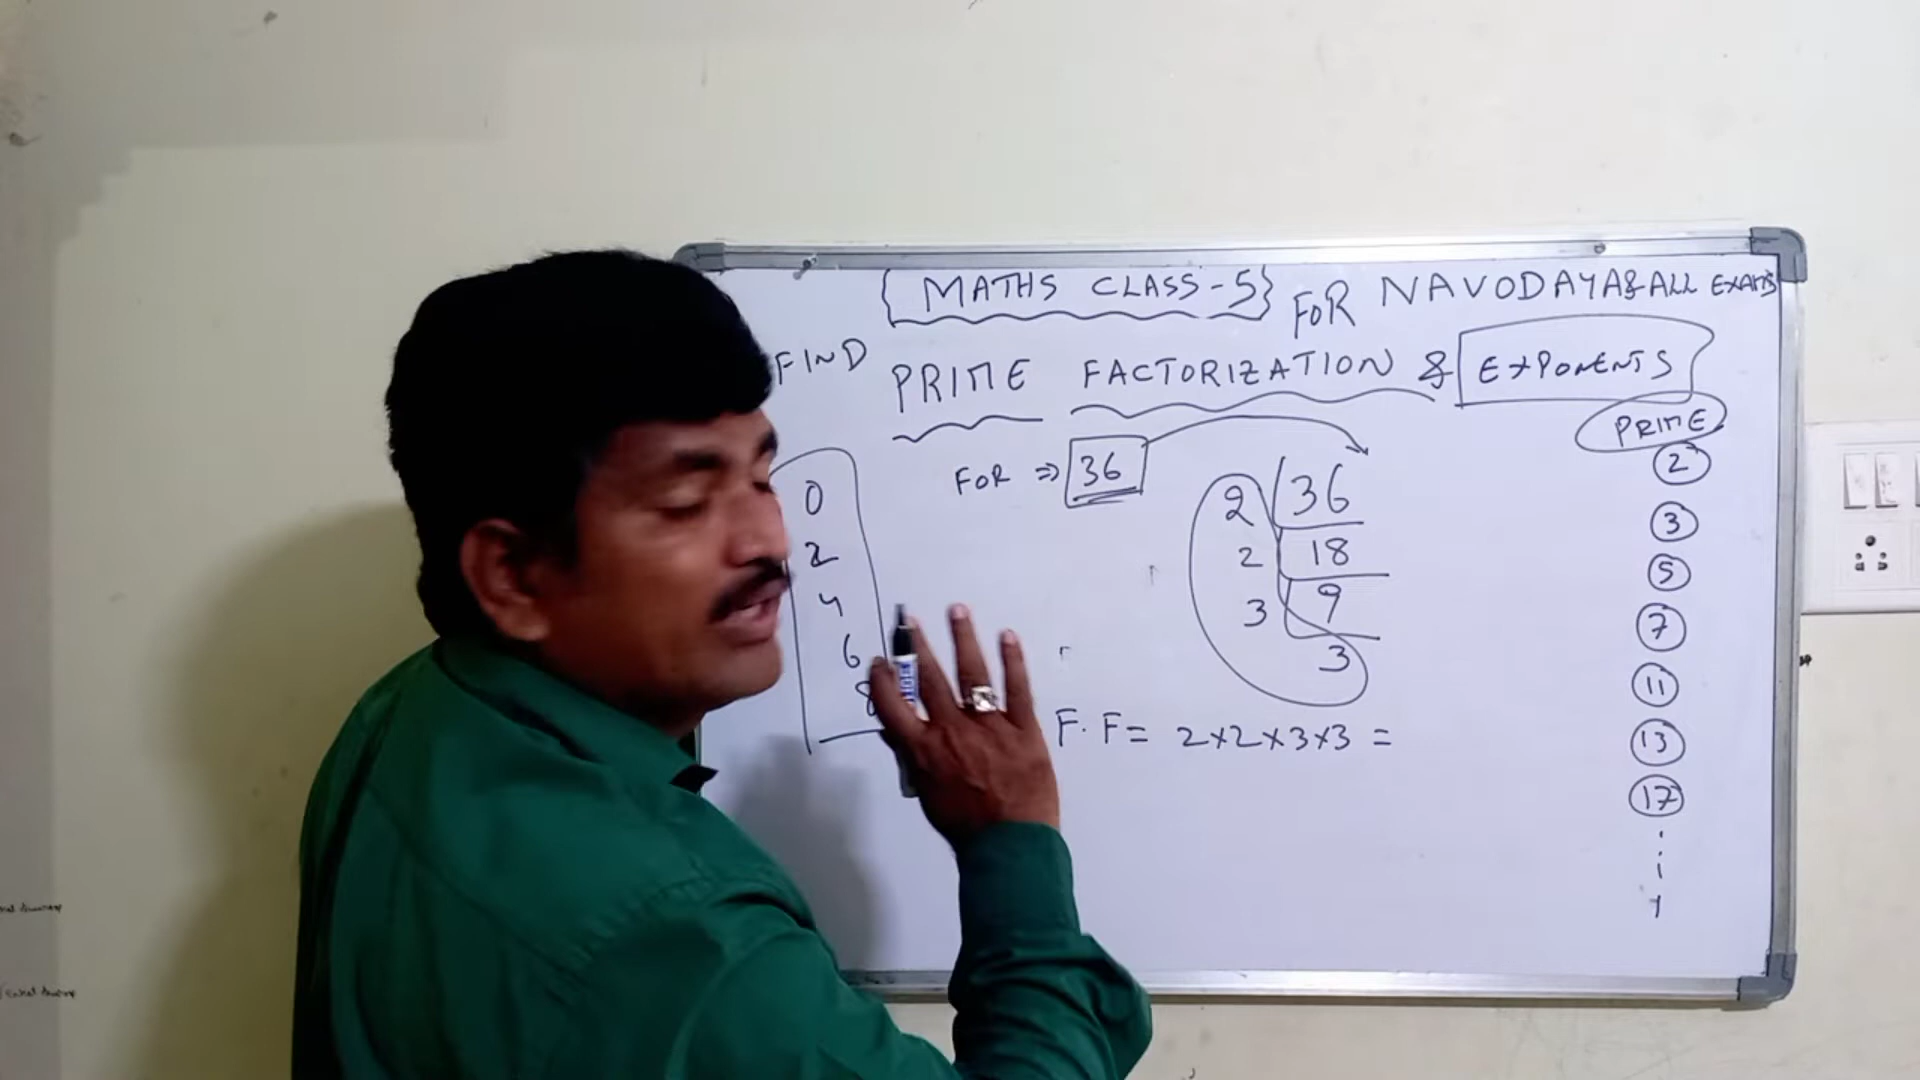 { MATHS CLASS-5} FOR NAVODAYA & ALL EXAMS
FIND PRIME FACTORIZATION & EXPONENTS
FOR ⇒ 36
0
2
4
6
8
2 | 36
2 | 18
3 | 9
3
F.F = 2×2×3×3 =
PRIME
2
3
5
7
11
13
17